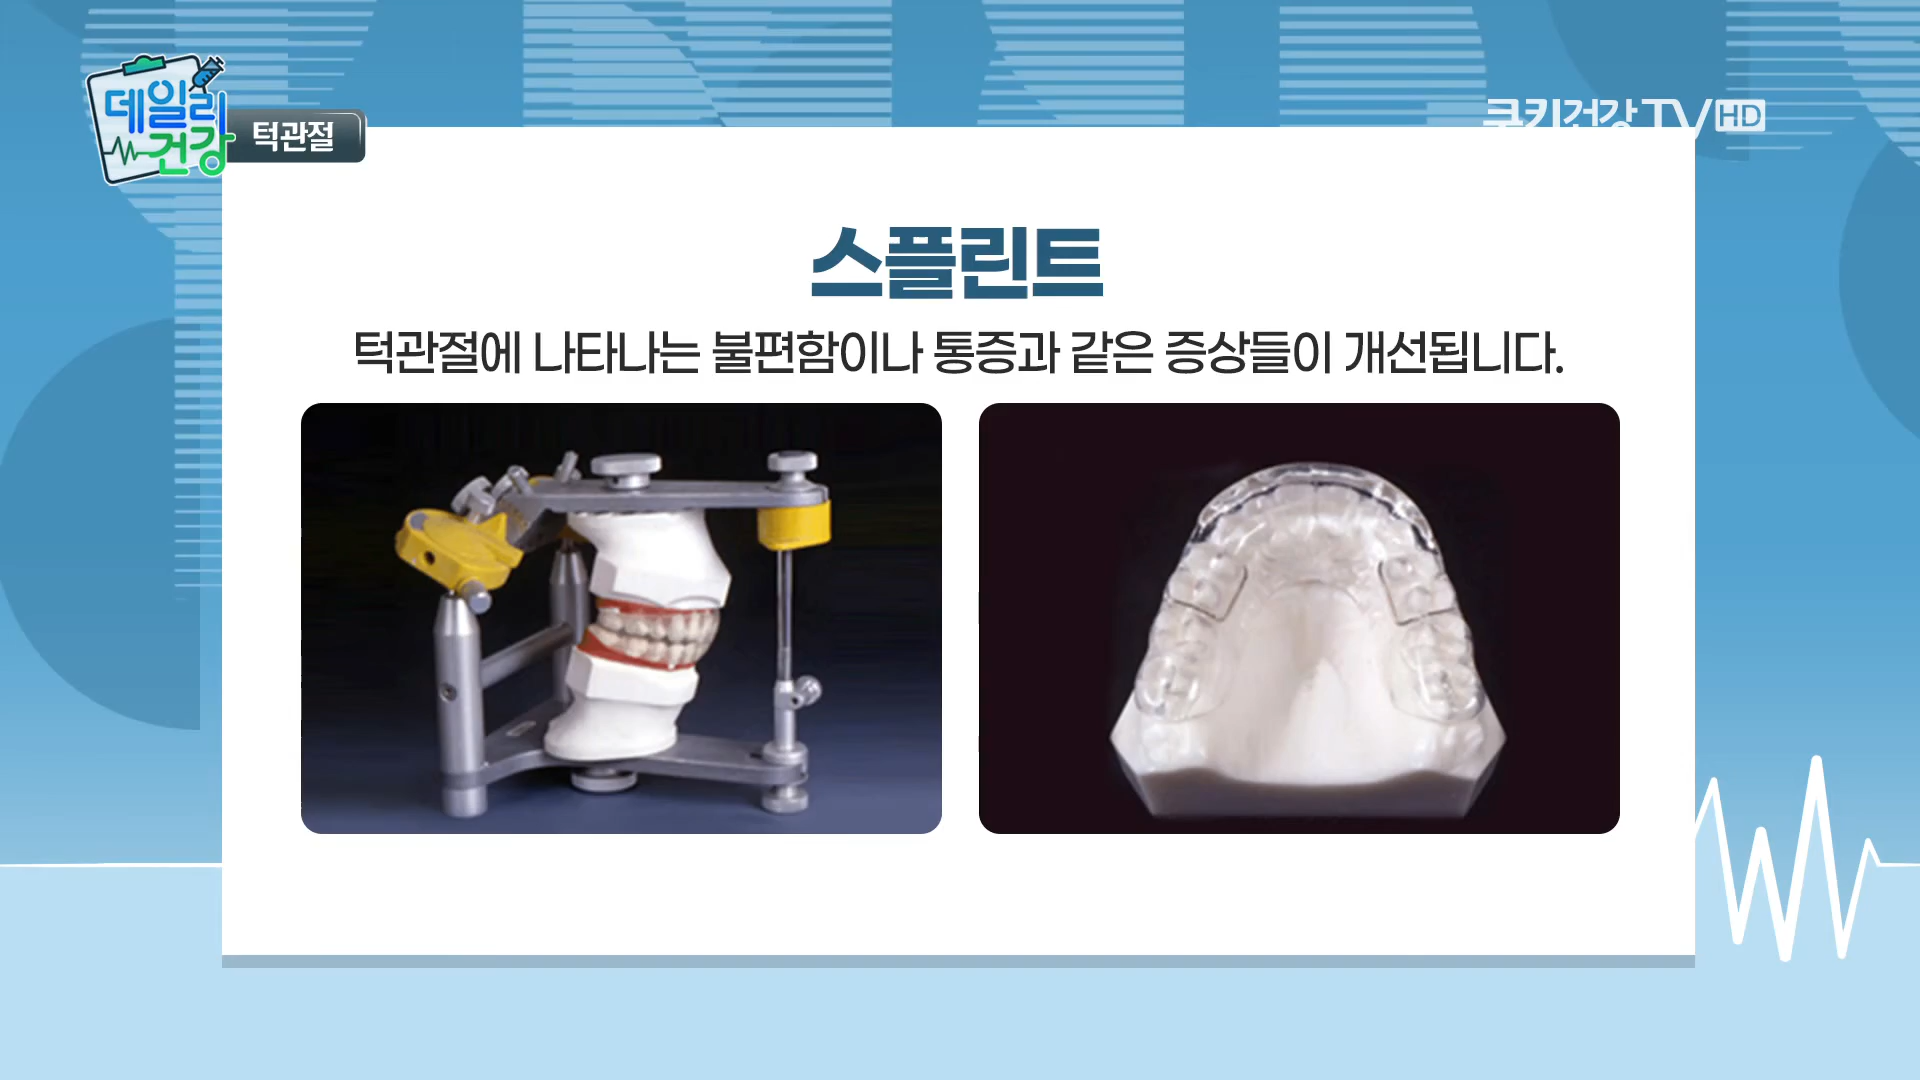 데일리
건강
턱관절
쿠키건강TV HD
스플린트
턱관절에 나타나는 불편함이나 통증과 같은 증상들이 개선됩니다.